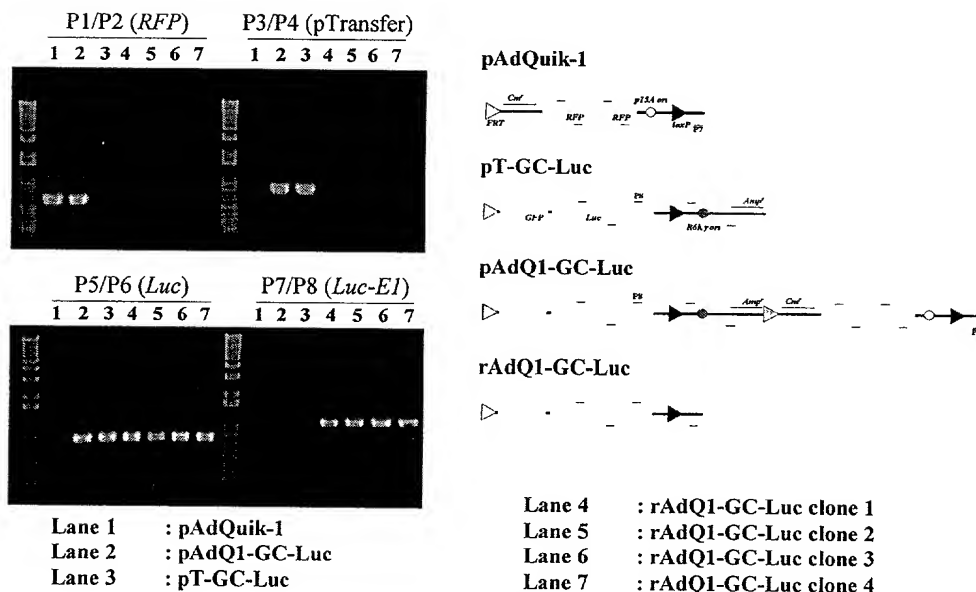 P1/P2 (RFP) P3/P4 (pTransfer)
1 2 3 4 5 6 7 1 2 3 4 5 6 7
P5/P6 (Luc) P7/P8 (Luc-E1)
1 2 3 4 5 6 7 1 2 3 4 5 6 7
Lane 1 : pAdQuik-1
Lane 2 : pAdQ1-GC-Luc
Lane 3 : pT-GC-Luc
pAdQuik-1
Cmʳ p15A ori
FRT RFP RFP loxP
pT-GC-Luc
P8 Ampʳ
GFP Luc R6Kγ ori
pAdQ1-GC-Luc
P8 Ampʳ Cmʳ
rAdQ1-GC-Luc
Lane 4 : rAdQ1-GC-Luc clone 1
Lane 5 : rAdQ1-GC-Luc clone 2
Lane 6 : rAdQ1-GC-Luc clone 3
Lane 7 : rAdQ1-GC-Luc clone 4